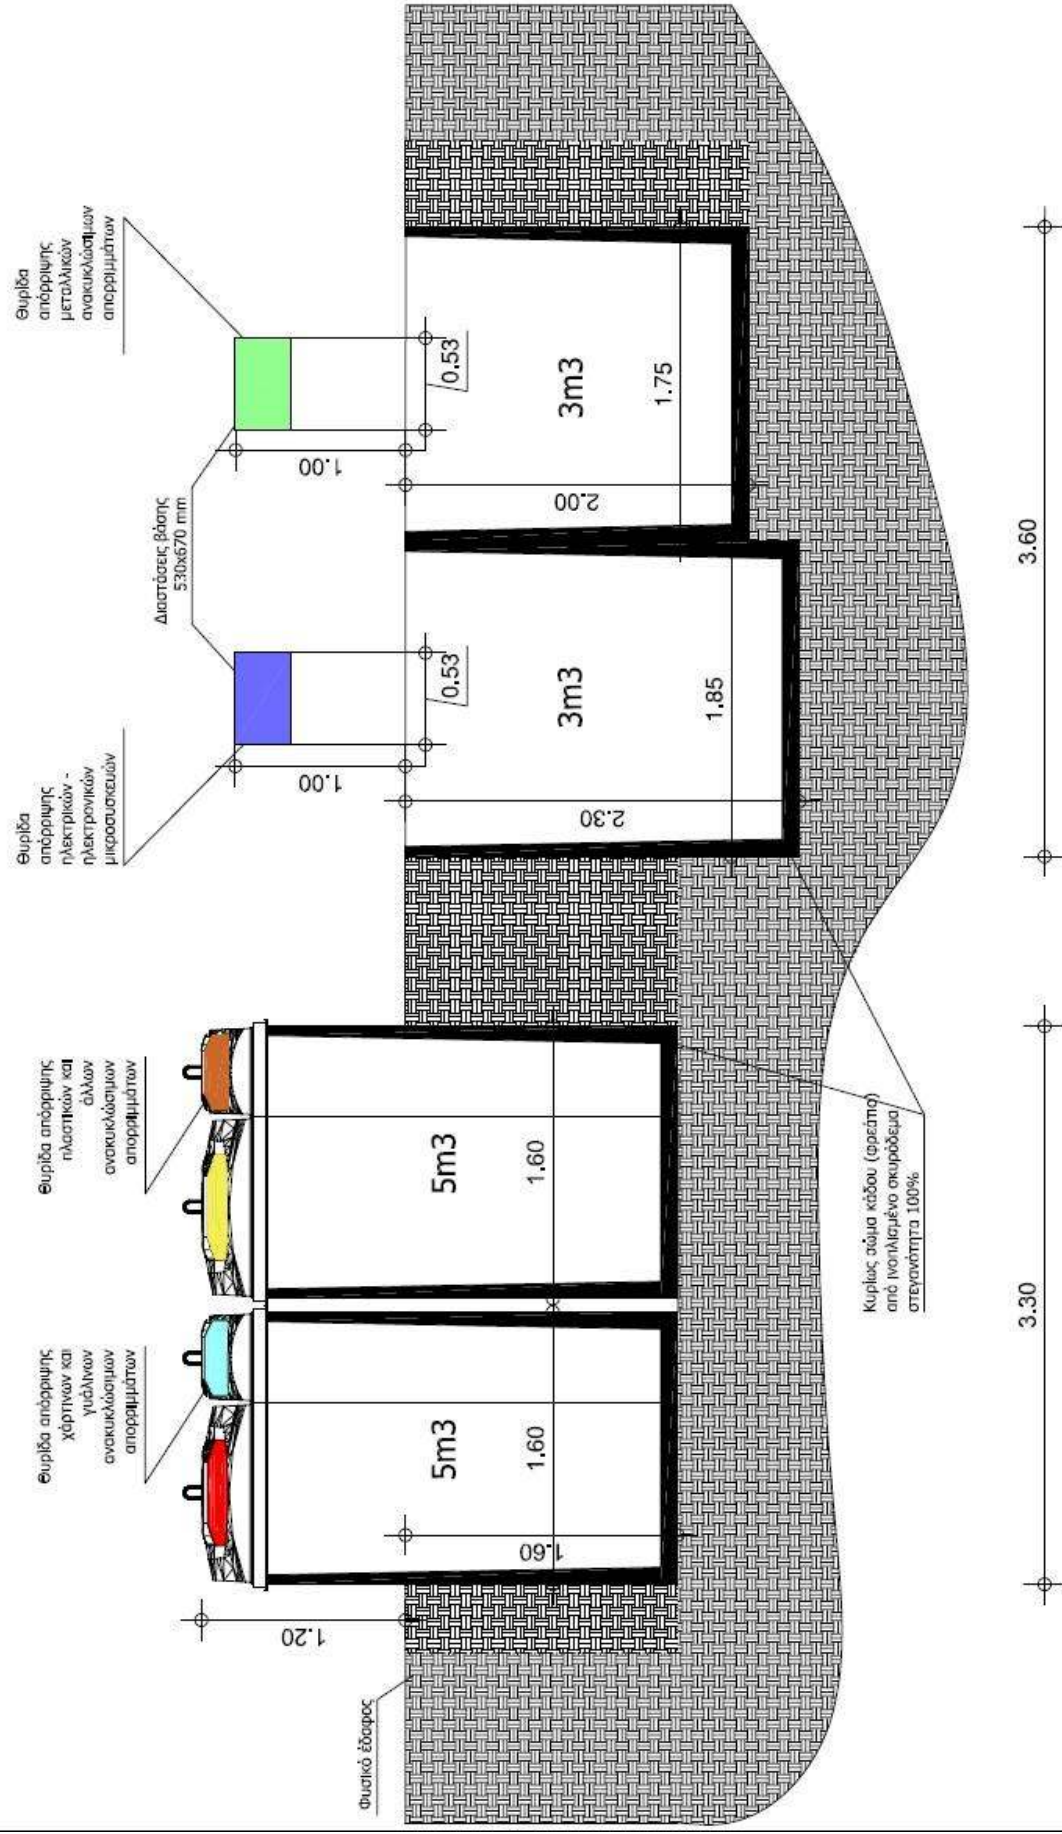 Θυρίδα
απόρριψης
μεταλλικών
ανακυκλώσιμων
απορριμμάτων
Διαστάσεις βάσης
530x670 mm
Θυρίδα
απόρριψης
ηλεκτρικών -
ηλεκτρονικών
μικροσυσκευών
Θυρίδα απόρριψης
πλαστικών και
άλλων
ανακυκλώσιμων
απορριμμάτων
Θυρίδα απόρριψης
χάρτινων και
γυάλινων
ανακυκλώσιμων
απορριμμάτων
1.00
0.53
3m3
1.75
2.00
1.00
0.53
3m3
1.85
2.30
5m3
1.60
5m3
1.60
1.60
1.20
Φυσικό έδαφος
Κυρίως σώμα κάδου (φρεάτιο)
από ινοπλισμένο σκυρόδεμα
στεγανότητα 100%
3.60
3.30